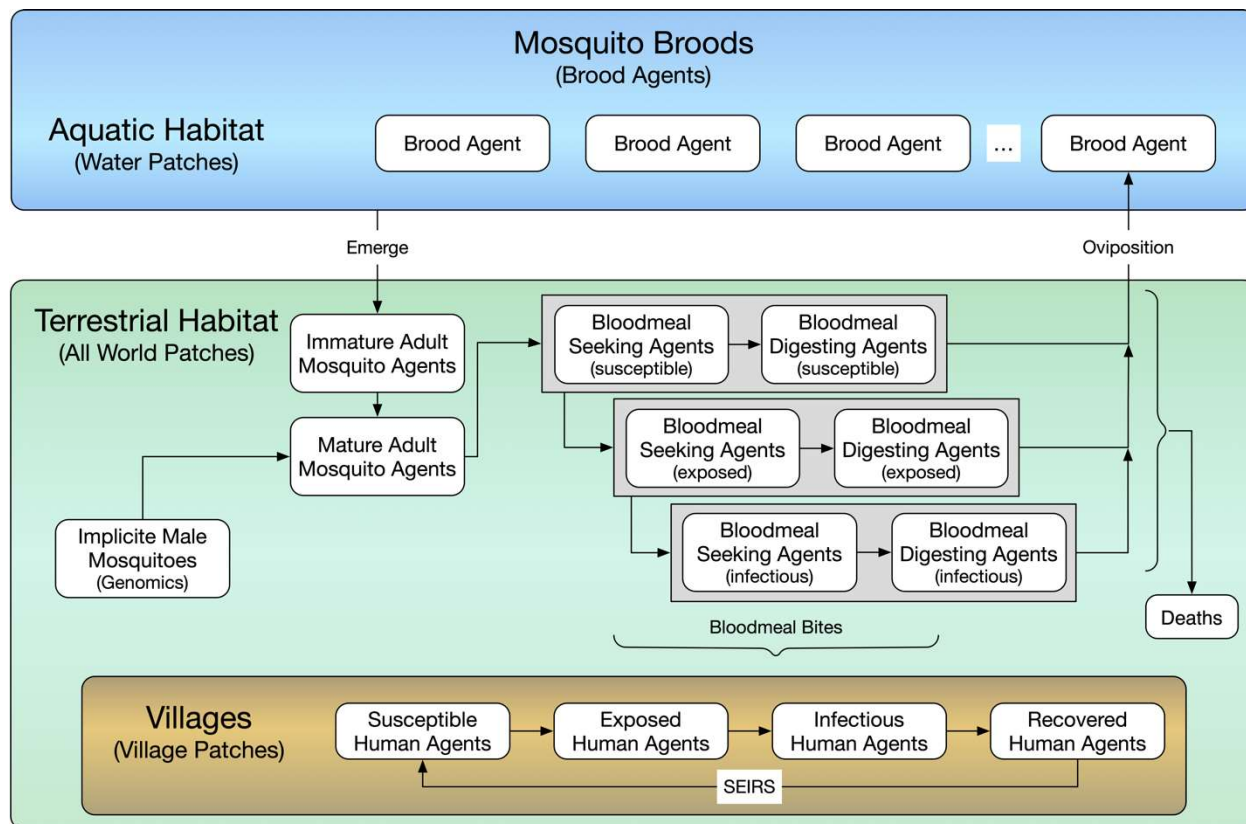 Mosquito Broods
(Brood Agents)
Aquatic Habitat
(Water Patches)
Brood Agent
Brood Agent
Brood Agent
...
Brood Agent
Emerge
Oviposition
Terrestrial Habitat
(All World Patches)
Immature Adult
Mosquito Agents
Mature Adult
Mosquito Agents
Implicite Male
Mosquitoes
(Genomics)
Bloodmeal
Seeking Agents
(susceptible)
Bloodmeal
Digesting Agents
(susceptible)
Bloodmeal
Seeking Agents
(exposed)
Bloodmeal
Digesting Agents
(exposed)
Bloodmeal
Seeking Agents
(infectious)
Bloodmeal
Digesting Agents
(infectious)
Deaths
Bloodmeal Bites
Villages
(Village Patches)
Susceptible
Human Agents
Exposed
Human Agents
Infectious
Human Agents
Recovered
Human Agents
SEIRS